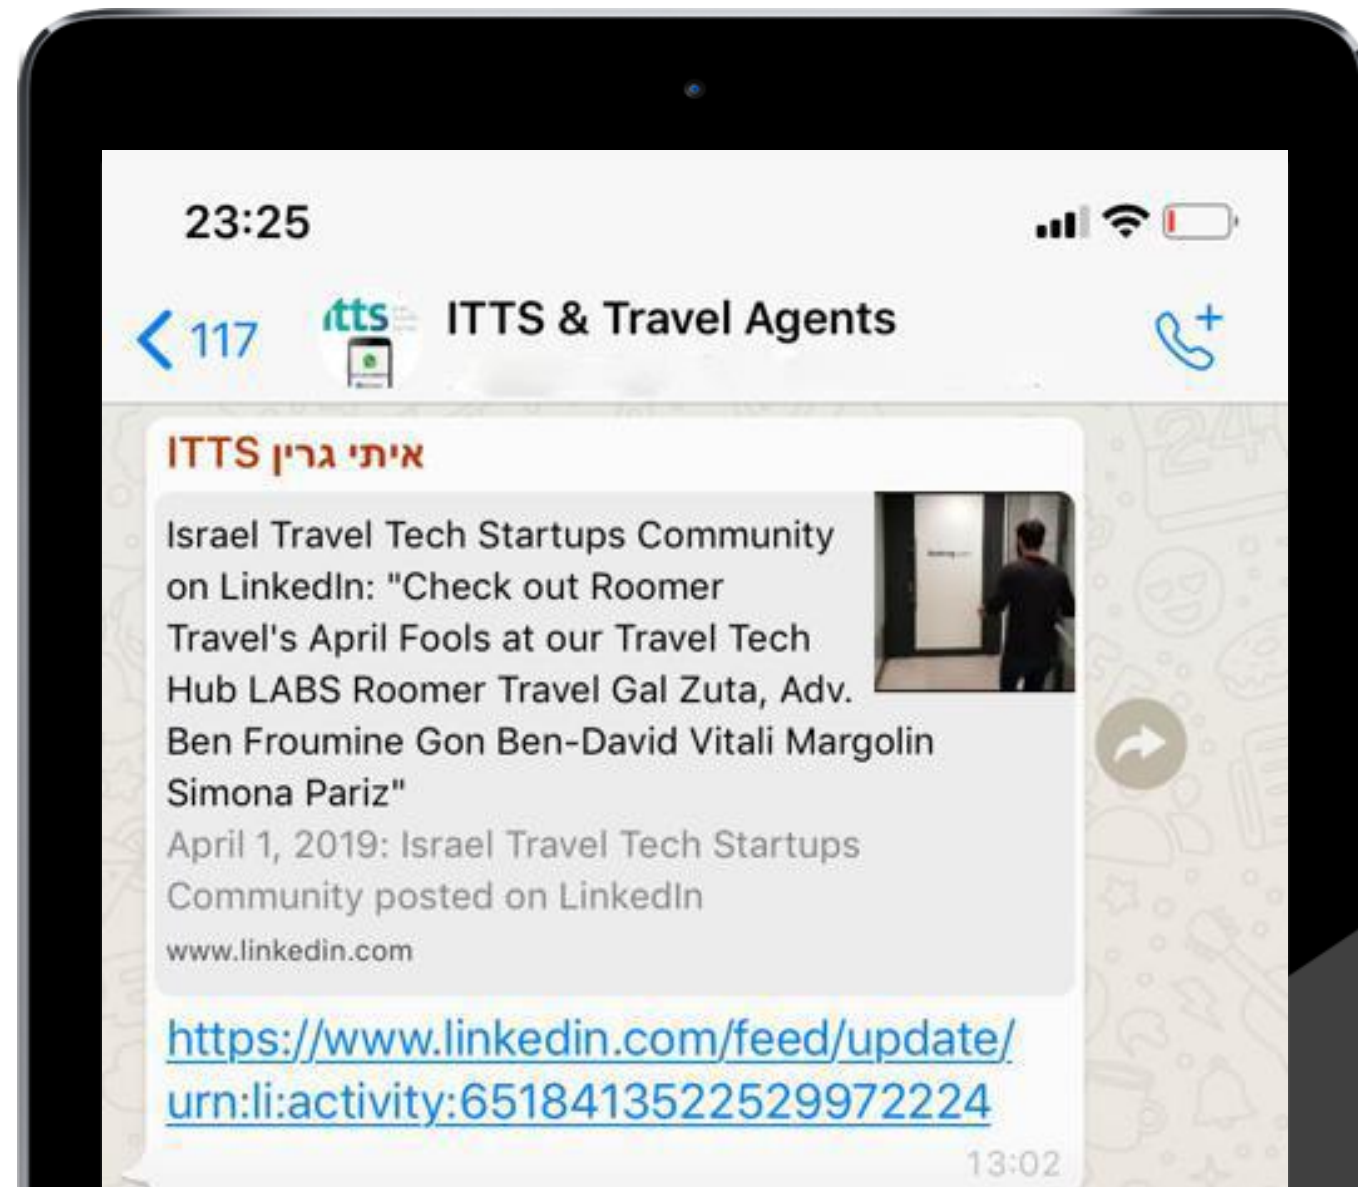 23:25
117
itts
ITTS & Travel Agents
איתי גרין ITTS
Israel Travel Tech Startups Community
on LinkedIn: "Check out Roomer
Travel's April Fools at our Travel Tech
Hub LABS Roomer Travel Gal Zuta, Adv.
Ben Froumine Gon Ben-David Vitali Margolin
Simona Pariz"
April 1, 2019: Israel Travel Tech Startups
Community posted on LinkedIn
www.linkedin.com
https://www.linkedin.com/feed/update/
urn:li:activity:6518413522529972224
13:02